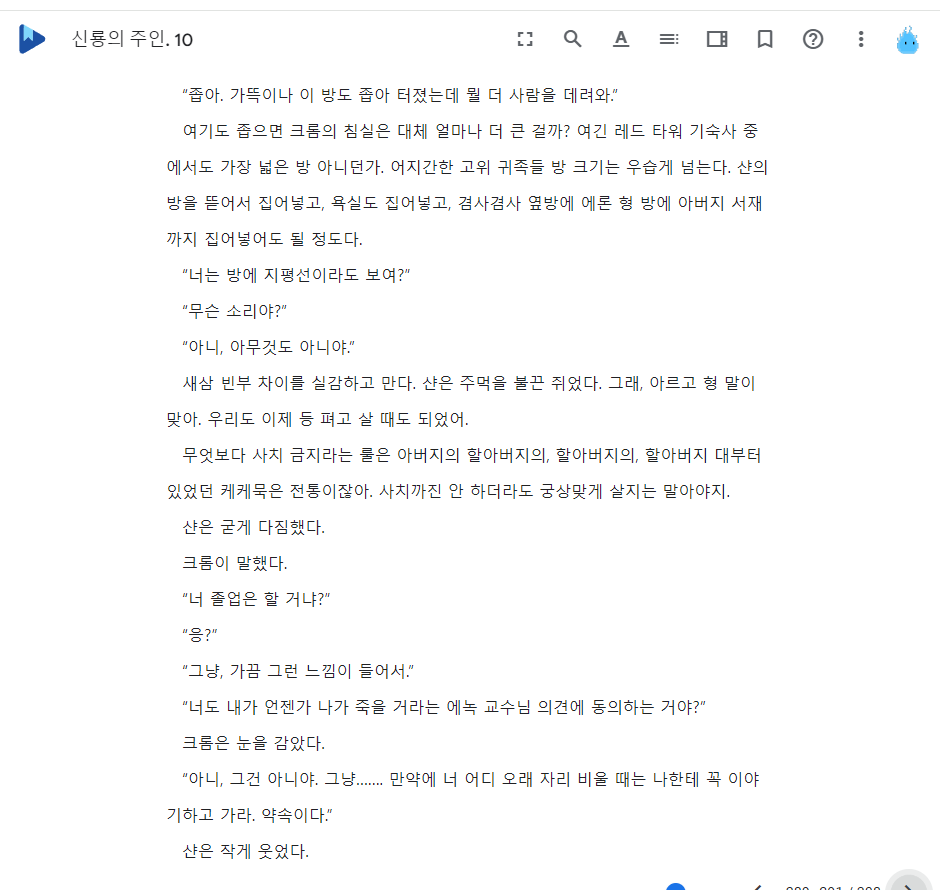 신룡의 주인. 10
“좁아. 가뜩이나 이 방도 좁아 터졌는데 뭘 더 사람을 데려와.”
여기도 좁으면 크롬의 침실은 대체 얼마나 더 큰 걸까? 여긴 레드 타워 기숙사 중
에서도 가장 넓은 방 아니던가. 어지간한 고위 귀족들 방 크기는 우습게 넘는다. 샨의
방을 뜯어서 집어넣고, 욕실도 집어넣고, 겸사겸사 옆방에 에론 형 방에 아버지 서재
까지 집어넣어도 될 정도다.
“너는 방에 지평선이라도 보여?”
“무슨 소리야?”
“아니, 아무것도 아니야.”
새삼 빈부 차이를 실감하고 만다. 샨은 주먹을 불끈 쥐었다. 그래, 아르고 형 말이
맞아. 우리도 이제 등 펴고 살 때도 되었어.
무엇보다 사치 금지라는 룰은 아버지의 할아버지의, 할아버지의, 할아버지 대부터
있었던 케케묵은 전통이잖아. 사치까진 안 하더라도 궁상맞게 살지는 말아야지.
샨은 굳게 다짐했다.
크롬이 말했다.
“너 졸업은 할 거냐?”
“응?”
“그냥, 가끔 그런 느낌이 들어서.”
“너도 내가 언젠가 나가 죽을 거라는 에녹 교수님 의견에 동의하는 거야?”
크롬은 눈을 감았다.
“아니, 그건 아니야. 그냥....... 만약에 너 어디 오래 자리 비울 때는 나한테 꼭 이야
기하고 가라. 약속이다.”
샨은 작게 웃었다.